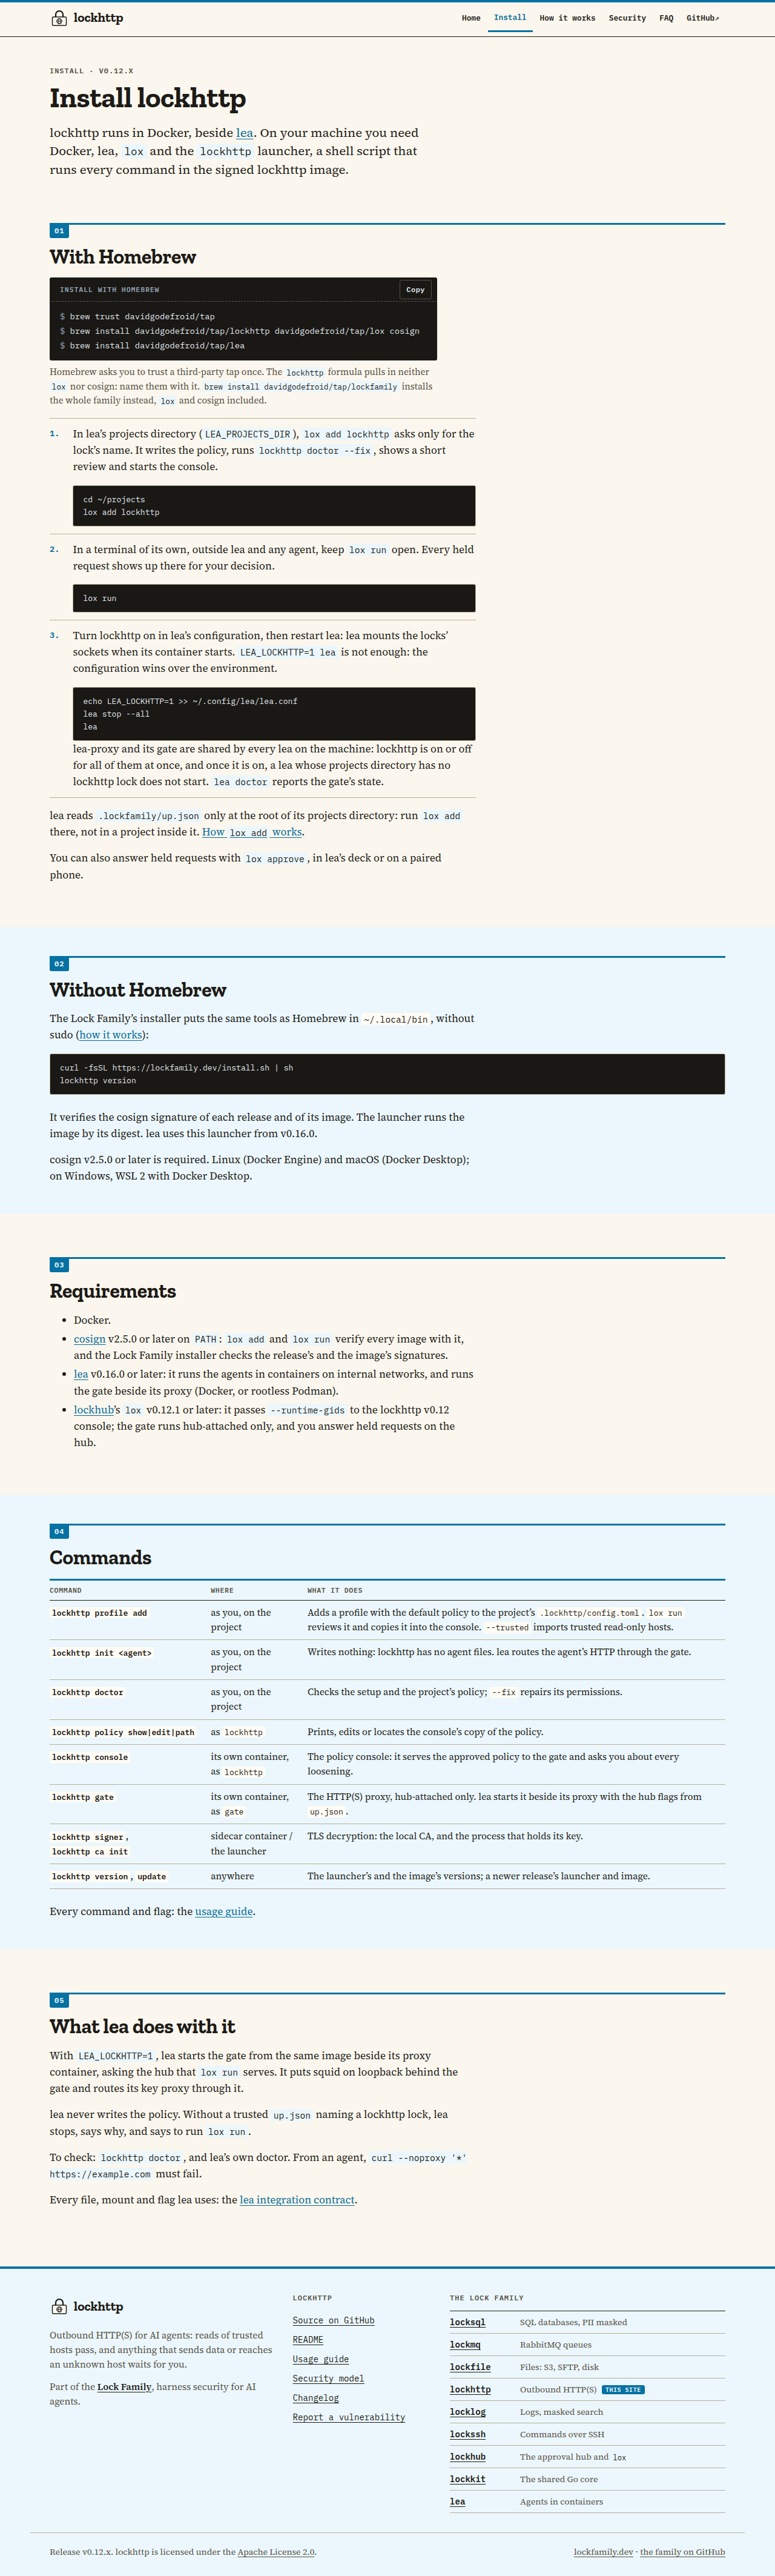 lockhttp
Home Install How it works Security FAQ GitHub↗
INSTALL · V0.12.X
Install lockhttp
lockhttp runs in Docker, beside lea. On your machine you need
Docker, lea, lox and the lockhttp launcher, a shell script that
runs every command in the signed lockhttp image.
01
With Homebrew
INSTALL WITH HOMEBREW
Copy
$ brew trust davidgodefroid/tap
$ brew install davidgodefroid/tap/lockhttp davidgodefroid/tap/lox cosign
$ brew install davidgodefroid/tap/lea
Homebrew asks you to trust a third-party tap once. The lockhttp formula pulls in neither
lox nor cosign: name them with it. brew install davidgodefroid/tap/lockfamily installs
the whole family instead, lox and cosign included.
1. In lea’s projects directory ( LEA_PROJECTS_DIR ), lox add lockhttp asks only for the
lock’s name. It writes the policy, runs lockhttp doctor --fix , shows a short
review and starts the console.
cd ~/projects
lox add lockhttp
2. In a terminal of its own, outside lea and any agent, keep lox run open. Every held
request shows up there for your decision.
lox run
3. Turn lockhttp on in lea’s configuration, then restart lea: lea mounts the locks’
sockets when its container starts. LEA_LOCKHTTP=1 lea is not enough: the
configuration wins over the environment.
echo LEA_LOCKHTTP=1 >> ~/.config/lea/lea.conf
lea stop --all
lea
lea-proxy and its gate are shared by every lea on the machine: lockhttp is on or off
for all of them at once, and once it is on, a lea whose projects directory has no
lockhttp lock does not start. lea doctor reports the gate’s state.
lea reads .lockfamily/up.json only at the root of its projects directory: run lox add
there, not in a project inside it. How lox add works.
You can also answer held requests with lox approve , in lea’s deck or on a paired
phone.
02
Without Homebrew
The Lock Family’s installer puts the same tools as Homebrew in ~/.local/bin , without
sudo (how it works):
curl -fsSL https://lockfamily.dev/install.sh | sh
lockhttp version
It verifies the cosign signature of each release and of its image. The launcher runs the
image by its digest. lea uses this launcher from v0.16.0.
cosign v2.5.0 or later is required. Linux (Docker Engine) and macOS (Docker Desktop);
on Windows, WSL 2 with Docker Desktop.
03
Requirements
• Docker.
• cosign v2.5.0 or later on PATH : lox add and lox run verify every image with it,
and the Lock Family installer checks the release’s and the image’s signatures.
• lea v0.16.0 or later: it runs the agents in containers on internal networks, and runs
the gate beside its proxy (Docker, or rootless Podman).
• lockhub’s lox v0.12.1 or later: it passes --runtime-gids to the lockhttp v0.12
console; the gate runs hub-attached only, and you answer held requests on the
hub.
04
Commands
COMMAND WHERE WHAT IT DOES
lockhttp profile add as you, on the project Adds a profile with the default policy to the project’s .lockhttp/config.toml . lox run
reviews it and copies it into the console. --trusted imports trusted read-only hosts.
lockhttp init <agent> as you, on the project Writes nothing: lockhttp has no agent files. lea routes the agent’s HTTP through the gate.
lockhttp doctor as you, on the project Checks the setup and the project’s policy; --fix repairs its permissions.
lockhttp policy show|edit|path as lockhttp Prints, edits or locates the console’s copy of the policy.
lockhttp console its own container, as lockhttp The policy console: it serves the approved policy to the gate and asks you about every
loosening.
lockhttp gate its own container, as gate The HTTP(S) proxy, hub-attached only. lea starts it beside its proxy with the hub flags from
up.json .
lockhttp signer , lockhttp ca init sidecar container / the launcher TLS decryption: the local CA, and the process that holds its key.
lockhttp version , update anywhere The launcher’s and the image’s versions; a newer release’s launcher and image.
Every command and flag: the usage guide.
05
What lea does with it
With LEA_LOCKHTTP=1 , lea starts the gate from the same image beside its proxy
container, asking the hub that lox run serves. It puts squid on loopback behind the
gate and routes its key proxy through it.
lea never writes the policy. Without a trusted up.json naming a lockhttp lock, lea
stops, says why, and says to run lox run .
To check: lockhttp doctor , and lea’s own doctor. From an agent, curl --noproxy '*'
https://example.com must fail.
Every file, mount and flag lea uses: the lea integration contract.
lockhttp
Outbound HTTP(S) for AI agents: reads of trusted
hosts pass, and anything that sends data or reaches
an unknown host waits for you.
Part of the Lock Family, harness security for AI
agents.
LOCKHTTP
Source on GitHub
README
Usage guide
Security model
Changelog
Report a vulnerability
THE LOCK FAMILY
locksql SQL databases, PII masked
lockmq RabbitMQ queues
lockfile Files: S3, SFTP, disk
lockhttp Outbound HTTP(S) THIS SITE
locklog Logs, masked search
lockssh Commands over SSH
lockhub The approval hub and lox
lockkit The shared Go core
lea Agents in containers
Release v0.12.x. lockhttp is licensed under the Apache License 2.0.
lockfamily.dev · the family on GitHub